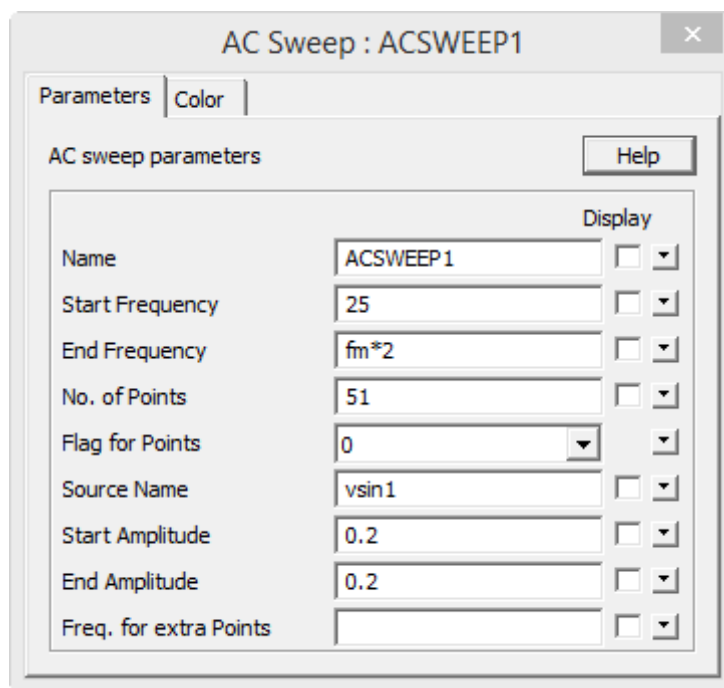 AC Sweep : ACSWEEP1
Parameters Color
AC sweep parameters Help
Display
Name ACSWEEP1
Start Frequency 25
End Frequency fm*2
No. of Points 51
Flag for Points 0
Source Name vsin1
Start Amplitude 0.2
End Amplitude 0.2
Freq. for extra Points